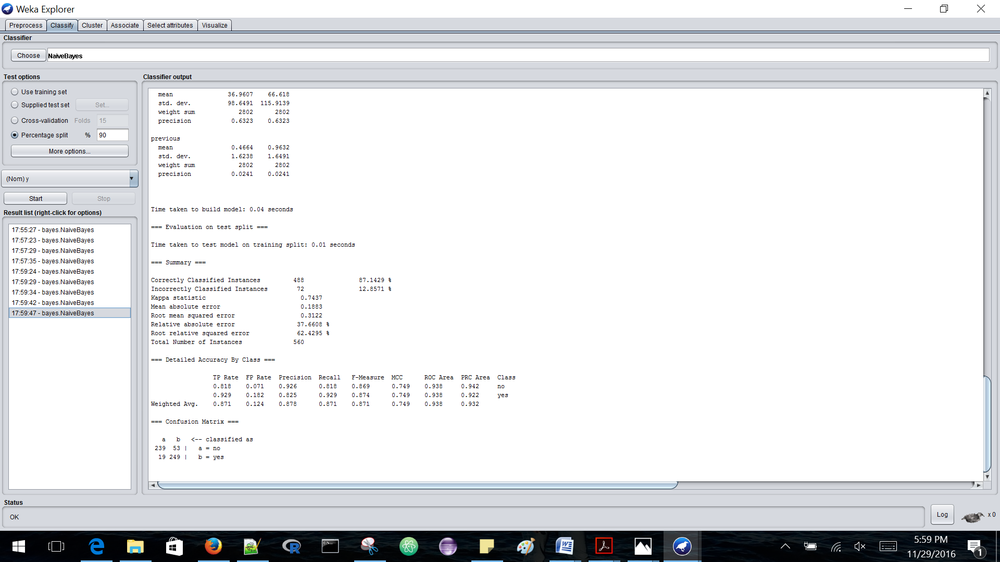 Weka Explorer
Preprocess Classify Cluster Associate Select attributes Visualize
Classifier
Choose NaiveBayes
Test options
Use training set
Supplied test set Set...
Cross-validation Folds 15
Percentage split % 90
More options...
(Nom) y
Start Stop
Result list (right-click for options)
17:55:27 - bayes.NaiveBayes
17:57:23 - bayes.NaiveBayes
17:57:29 - bayes.NaiveBayes
17:57:35 - bayes.NaiveBayes
17:59:24 - bayes.NaiveBayes
17:59:29 - bayes.NaiveBayes
17:59:34 - bayes.NaiveBayes
17:59:42 - bayes.NaiveBayes
17:59:47 - bayes.NaiveBayes
Classifier output
mean 36.9607 66.618
std. dev. 98.6491 115.9139
weight sum 2802 2802
precision 0.6323 0.6323
previous
mean 0.4664 0.9632
std. dev. 1.6238 1.6491
weight sum 2802 2802
precision 0.0241 0.0241
Time taken to build model: 0.04 seconds
=== Evaluation on test split ===
Time taken to test model on training split: 0.01 seconds
=== Summary ===
Correctly Classified Instances 488 87.1429 %
Incorrectly Classified Instances 72 12.8571 %
Kappa statistic 0.7437
Mean absolute error 0.1883
Root mean squared error 0.3122
Relative absolute error 37.6608 %
Root relative squared error 62.4295 %
Total Number of Instances 560
=== Detailed Accuracy By Class ===
TP Rate FP Rate Precision Recall F-Measure MCC ROC Area PRC Area Class
0.818 0.071 0.926 0.818 0.869 0.749 0.938 0.942 no
0.929 0.182 0.825 0.929 0.874 0.749 0.938 0.922 yes
Weighted Avg. 0.871 0.124 0.878 0.871 0.871 0.749 0.938 0.932
=== Confusion Matrix ===
a b <-- classified as
239 53 | a = no
19 249 | b = yes
Status
OK
Log x 0
5:59 PM
11/29/2016
1